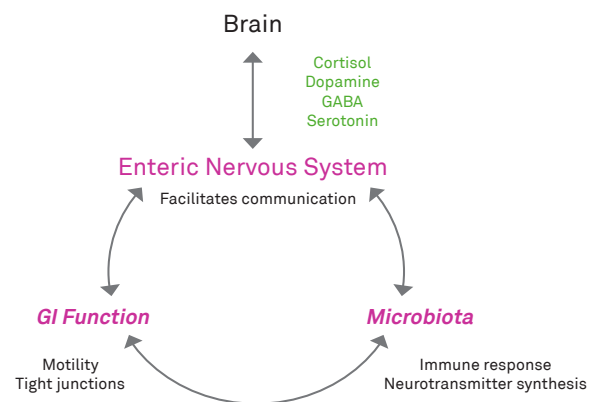 Brain
Cortisol
Dopamine
GABA
Serotonin
Enteric Nervous System
Facilitates communication
GI Function
Motility
Tight junctions
Microbiota
Immune response
Neurotransmitter synthesis